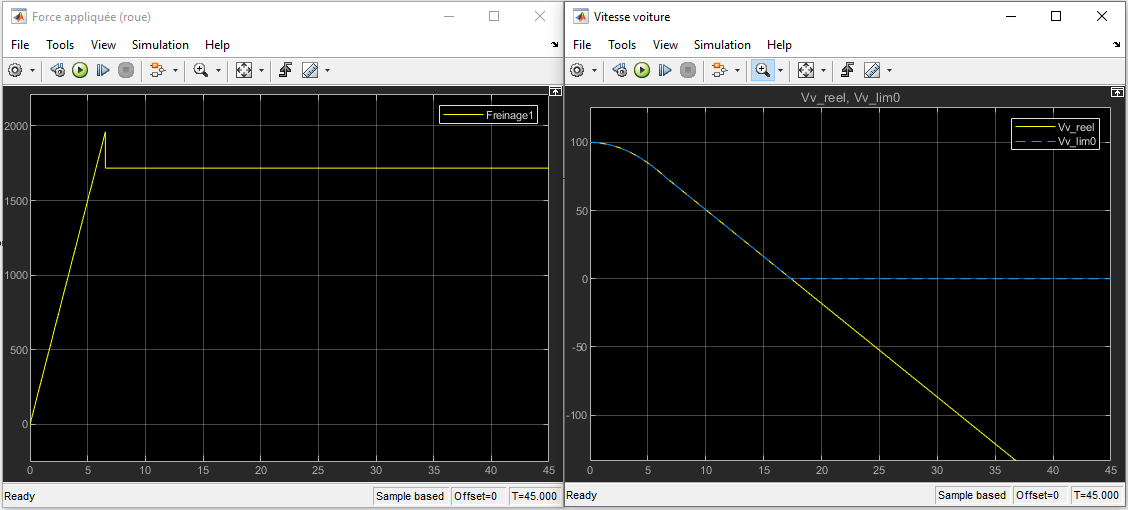 Force appliquée (roue)
File Tools View Simulation Help
Freinage1
2000
1500
1000
500
0
0 5 10 15 20 25 30 35 40 45
Ready
Sample based Offset=0 T=45.000
Vitesse voiture
File Tools View Simulation Help
Vv_reel, Vv_lim0
Vv_reel
Vv_lim0
100
50
0
-50
-100
0 5 10 15 20 25 30 35 40 45
Ready
Sample based Offset=0 T=45.000